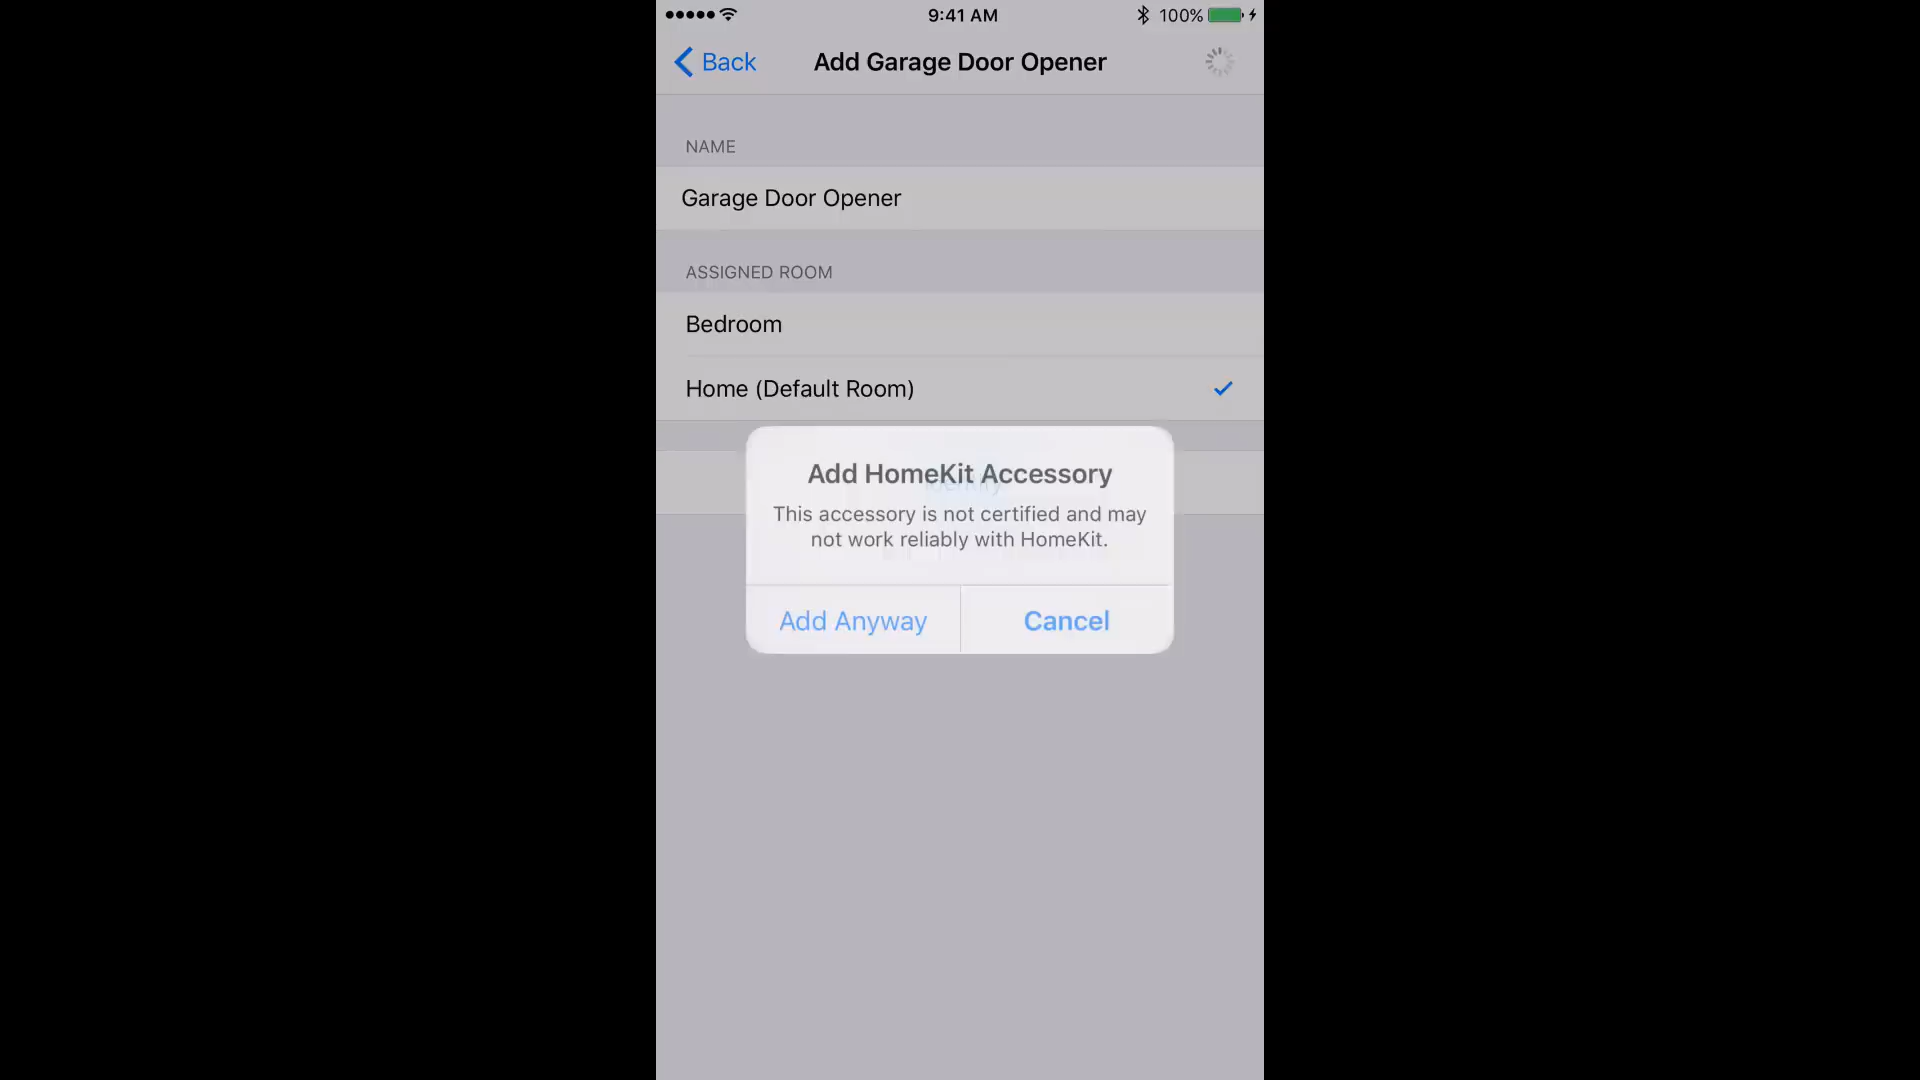 9:41 AM
100%
Back
Add Garage Door Opener
NAME
Garage Door Opener
ASSIGNED ROOM
Bedroom
Home (Default Room)
Add HomeKit Accessory
Identify
This accessory is not certified and may
not work reliably with HomeKit.
Add Anyway
Cancel